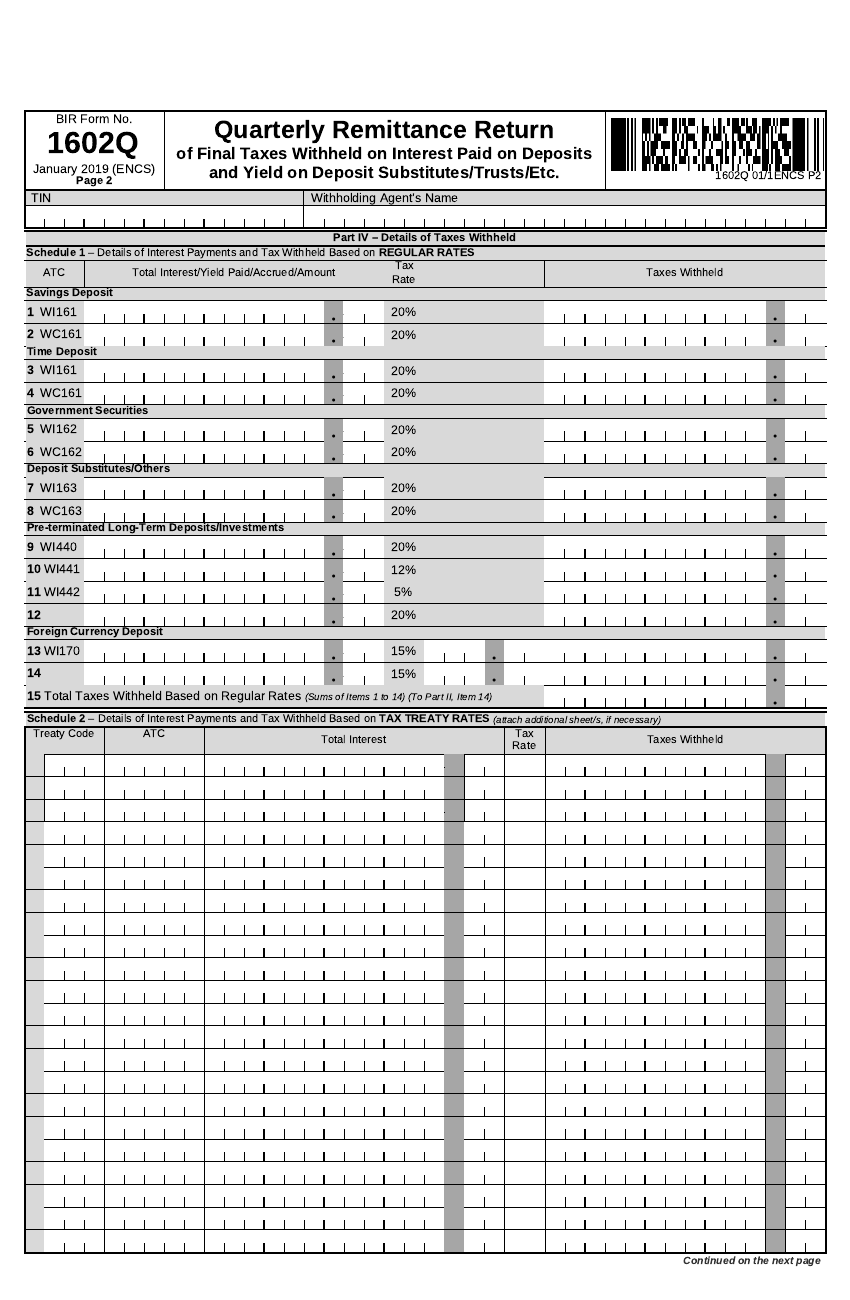 BIR Form No.
1602Q
January 2019 (ENCS)
Page 2
Quarterly Remittance Return
of Final Taxes Withheld on Interest Paid on Deposits
and Yield on Deposit Substitutes/Trusts/Etc.
1602Q 01/1ENCS P2
TIN Withholding Agent's Name
Part IV – Details of Taxes Withheld
Schedule 1 – Details of Interest Payments and Tax Withheld Based on REGULAR RATES
ATC Total Interest/Yield Paid/Accrued/Amount Tax Rate Taxes Withheld
Savings Deposit
1 WI161 . 20% .
2 WC161 . 20% .
Time Deposit
3 WI161 . 20% .
4 WC161 . 20% .
Government Securities
5 WI162 . 20% .
6 WC162 . 20% .
Deposit Substitutes/Others
7 WI163 . 20% .
8 WC163 . 20% .
Pre-terminated Long-Term Deposits/Investments
9 WI440 . 20% .
10 WI441 . 12% .
11 WI442 . 5% .
12 . 20% .
Foreign Currency Deposit
13 WI170 . 15% . .
14 . 15% . .
15 Total Taxes Withheld Based on Regular Rates (Sums of Items 1 to 14) (To Part II, Item 14) .
Schedule 2 – Details of Interest Payments and Tax Withheld Based on TAX TREATY RATES (attach additional sheet/s, if necessary)
Treaty Code ATC Total Interest Tax Rate Taxes Withheld
Continued on the next page